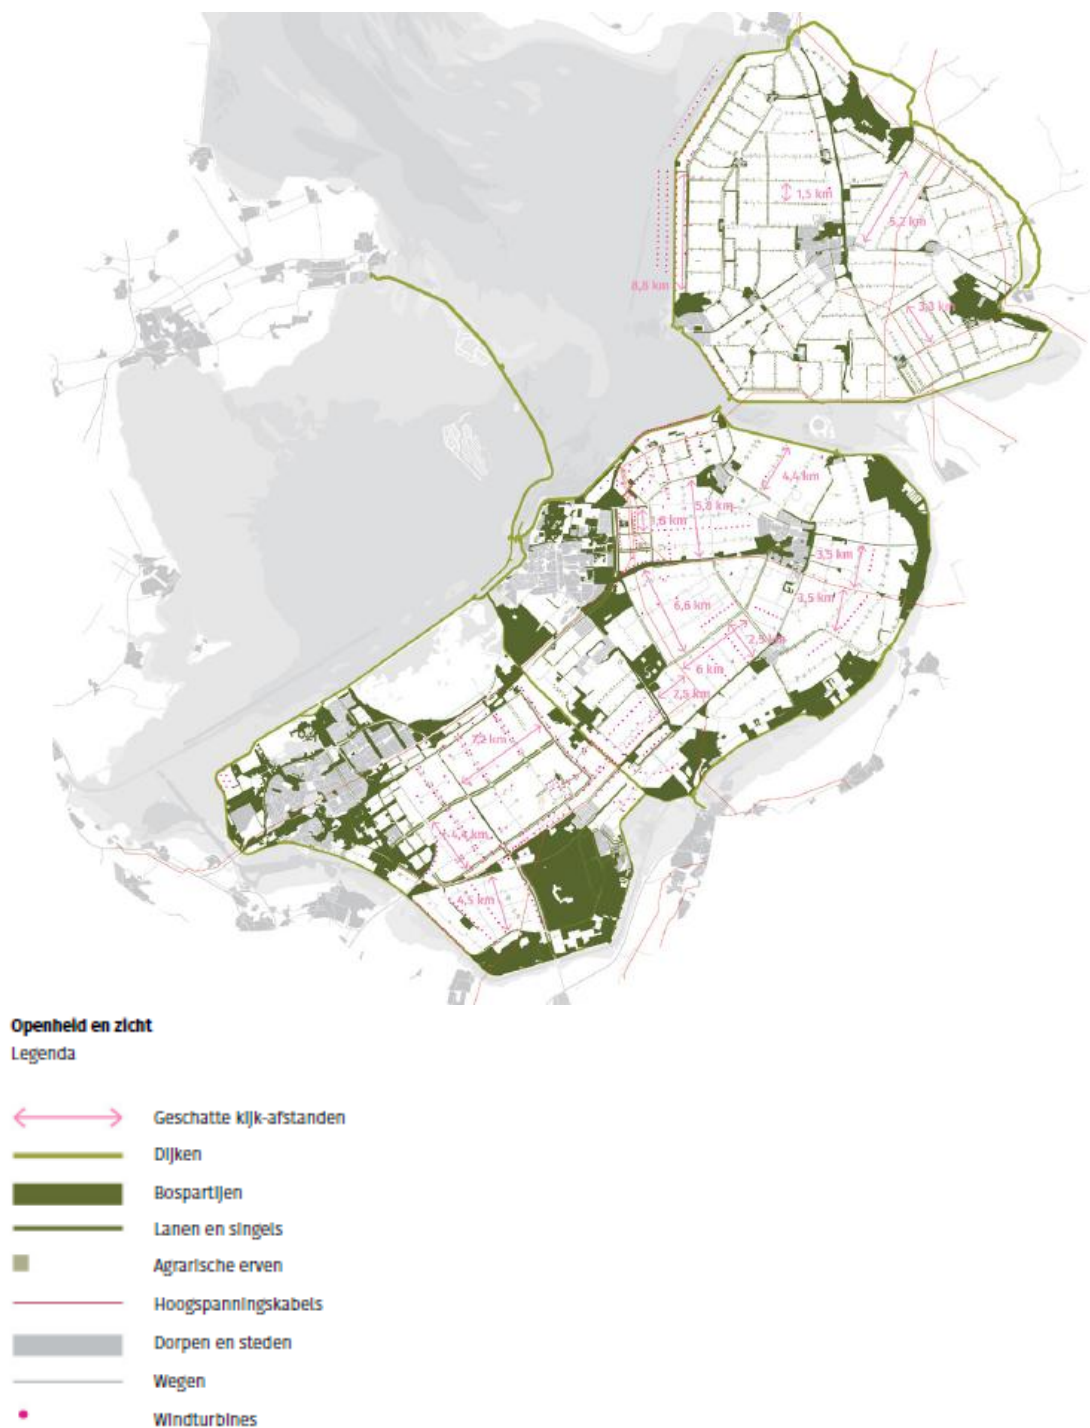 1,5 km
5,2 km
8,8 km
3,3 km
4,4 km
5,8 km
1,6 km
3,5 km
3,5 km
6,6 km
2,5 km
6 km
2,5 km
7,2 km
4,4 km
4,5 km
Openheid en zicht
Legenda
Geschatte kijk-afstanden
Dijken
Bospartijen
Lanen en singels
Agrarische erven
Hoogspanningskabels
Dorpen en steden
Wegen
Windturbines